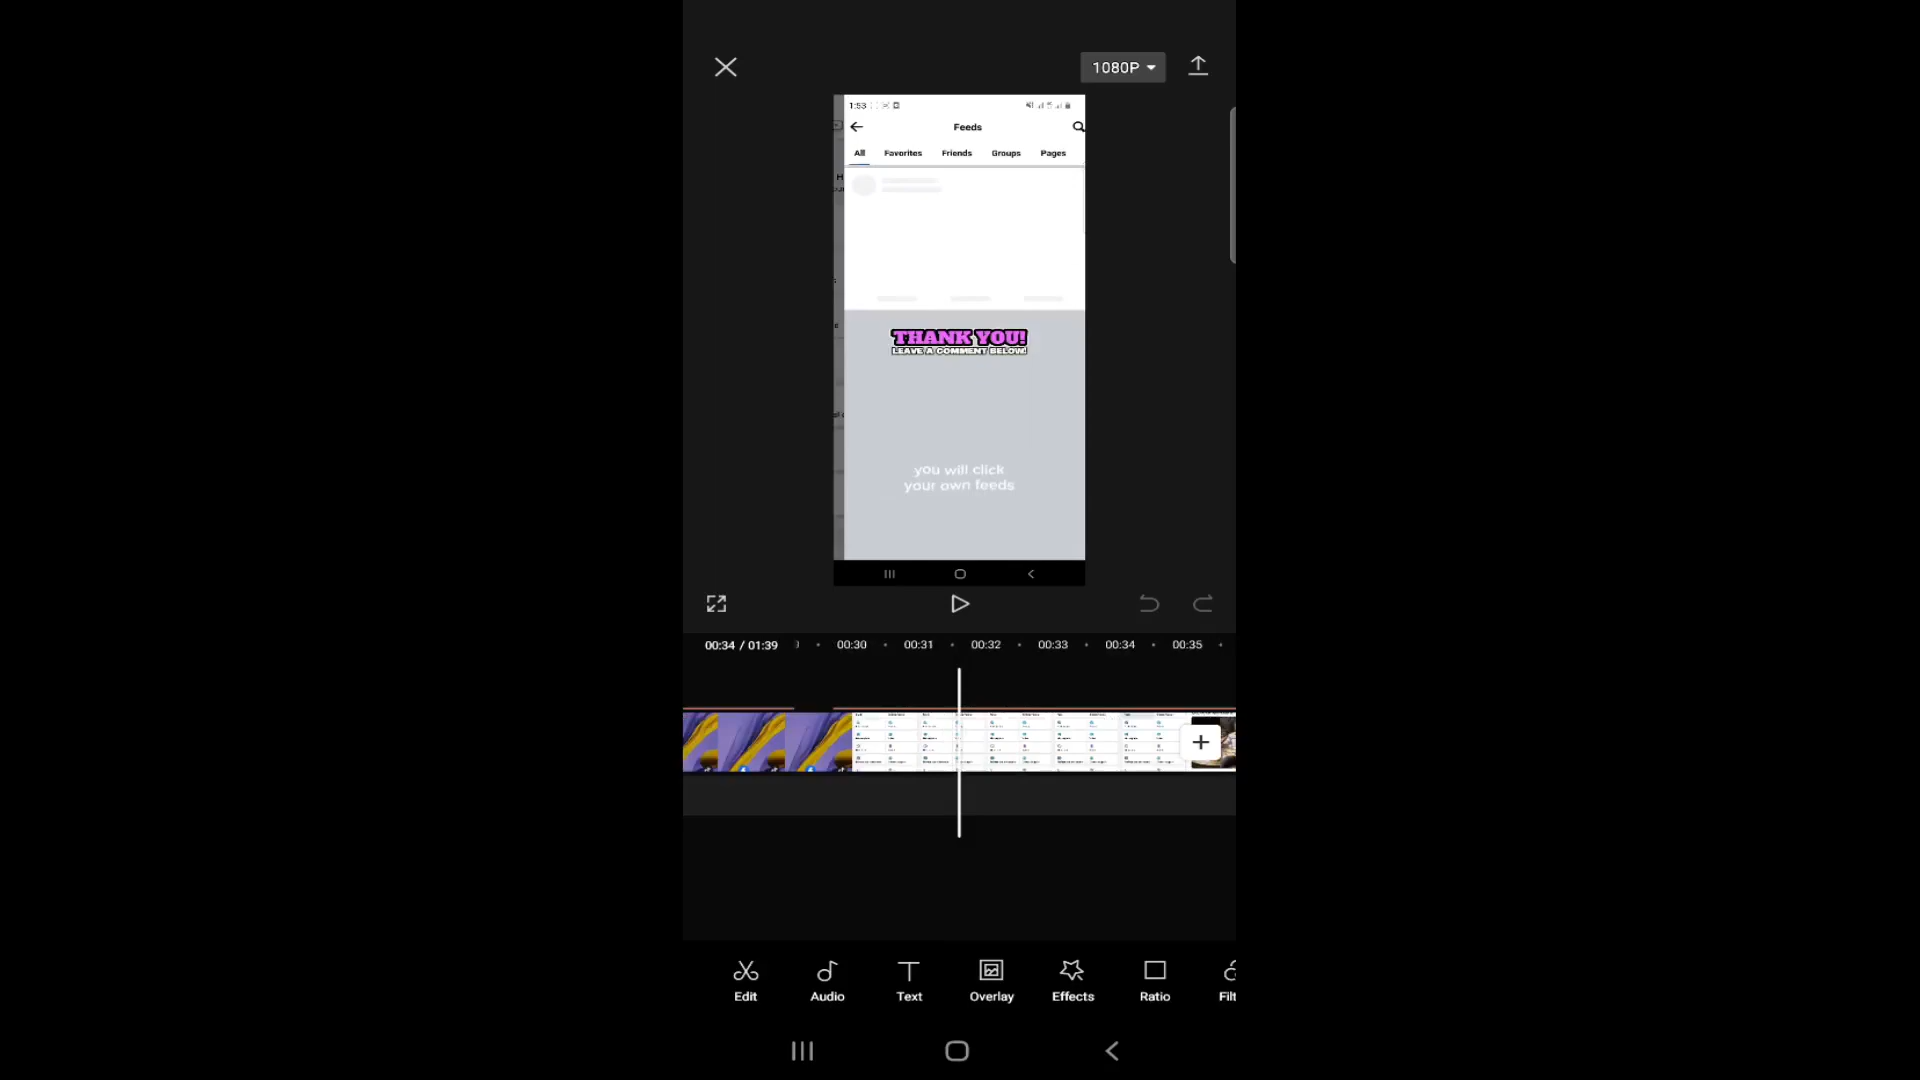 1080P
1:53
Feeds
All Favorites Friends Groups Pages
THANK YOU!
LEAVE A COMMENT BELOW!
you will click
your own feeds
00:34 / 01:39 00:30 00:31 00:32 00:33 00:34 00:35
Edit Audio Text Overlay Effects Ratio Filt